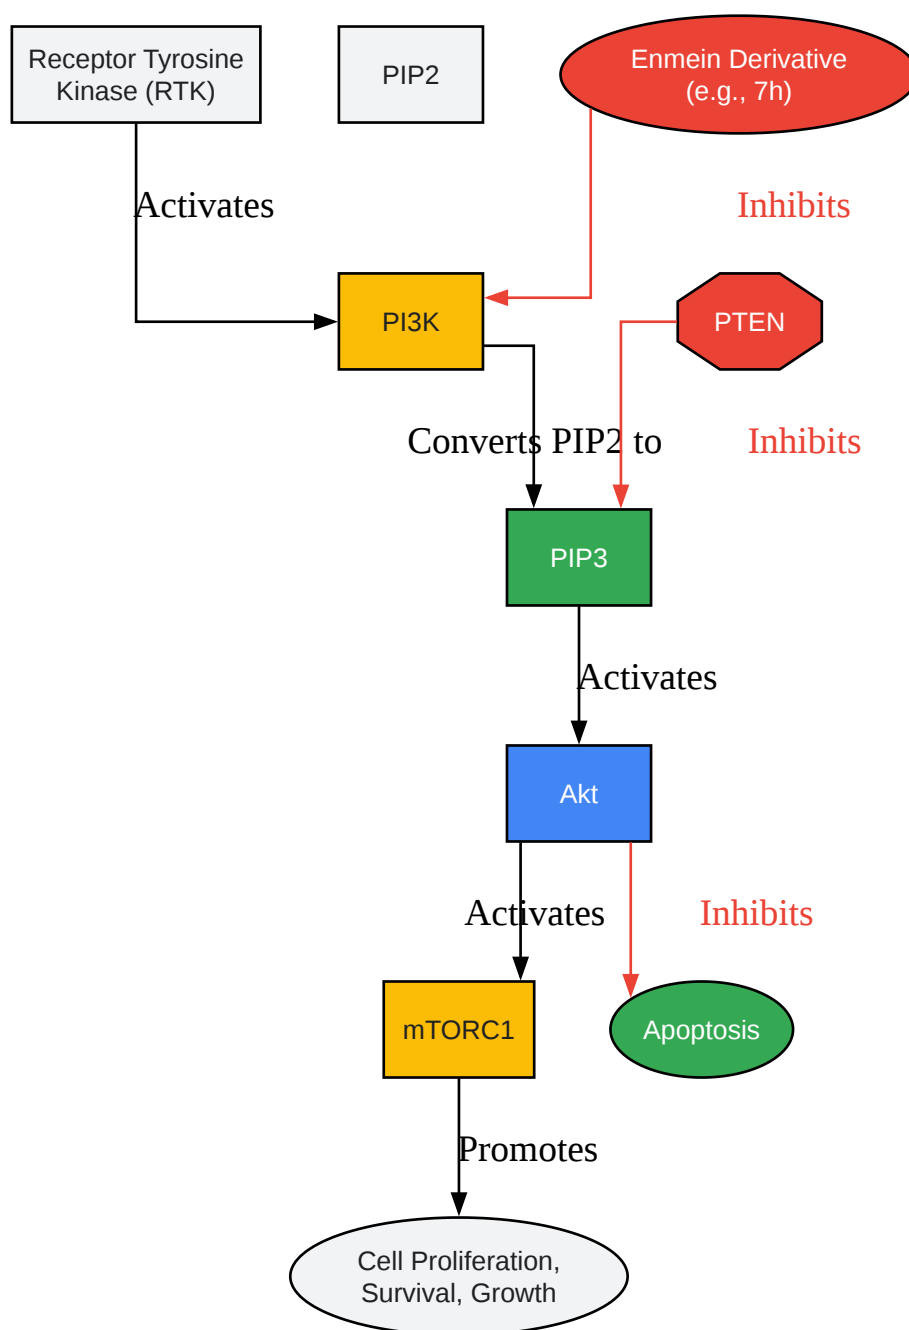 Receptor Tyrosine
Kinase (RTK)
PIP2
Enmein Derivative
(e.g., 7h)
Activates
Inhibits
PI3K
PTEN
Converts PIP2 to
Inhibits
PIP3
Activates
Akt
Activates
Inhibits
mTORC1
Apoptosis
Promotes
Cell Proliferation,
Survival, Growth